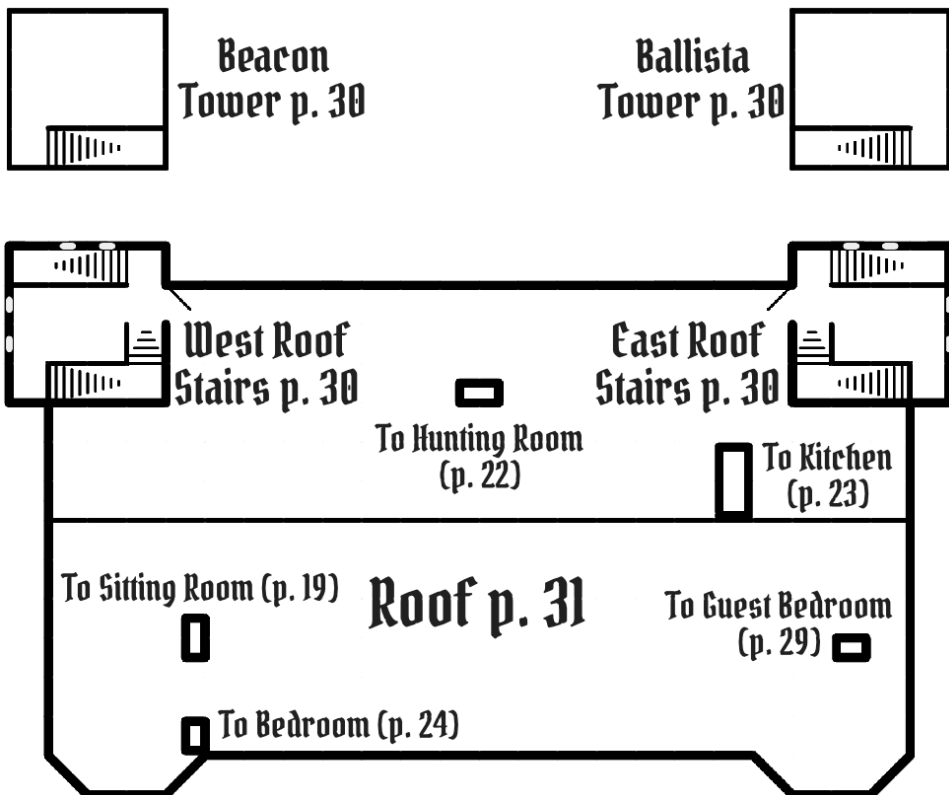 Beacon
Tower p. 30
Ballista
Tower p. 30
West Roof
Stairs p. 30
East Roof
Stairs p. 30
To Hunting Room
(p. 22)
To Kitchen
(p. 23)
To Sitting Room (p. 19)
Roof p. 31
To Guest Bedroom
(p. 29)
To Bedroom (p. 24)